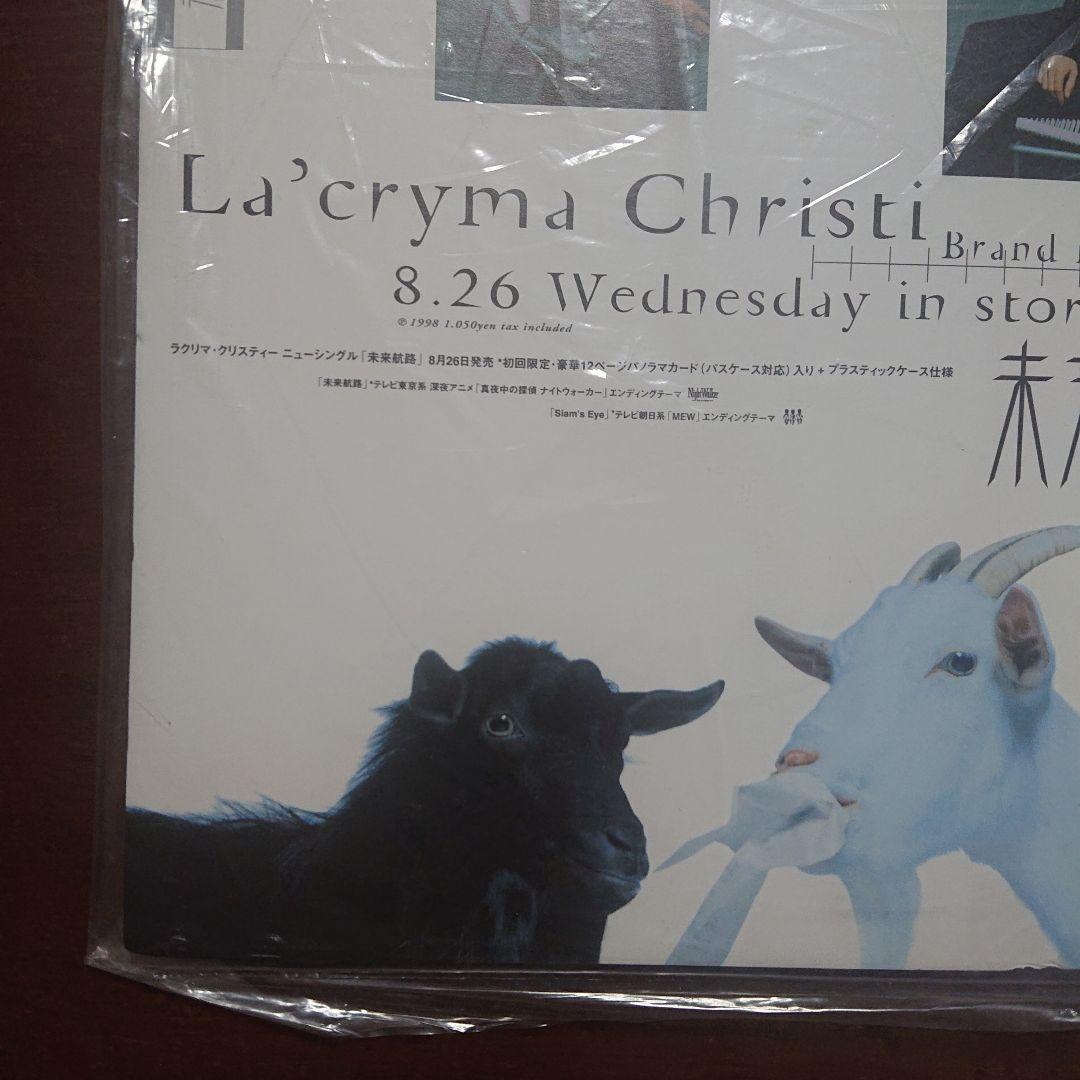 La'cryma Christi
Brand
8.26 Wednesday in stor
℗ 1998 1.050yen tax included
ラクリマ・クリスティー ニューシングル「未来航路」8月26日発売 *初回限定・豪華12ページパノラマカード(パスケース対応)入り+プラスティックケース仕様
「未来航路」*テレビ東京系 深夜アニメ「真夜中の探偵 ナイトウォーカー」エンディングテーマ NightWalker
「Siam's Eye」*テレビ朝日系「MEW」エンディングテーマ
未